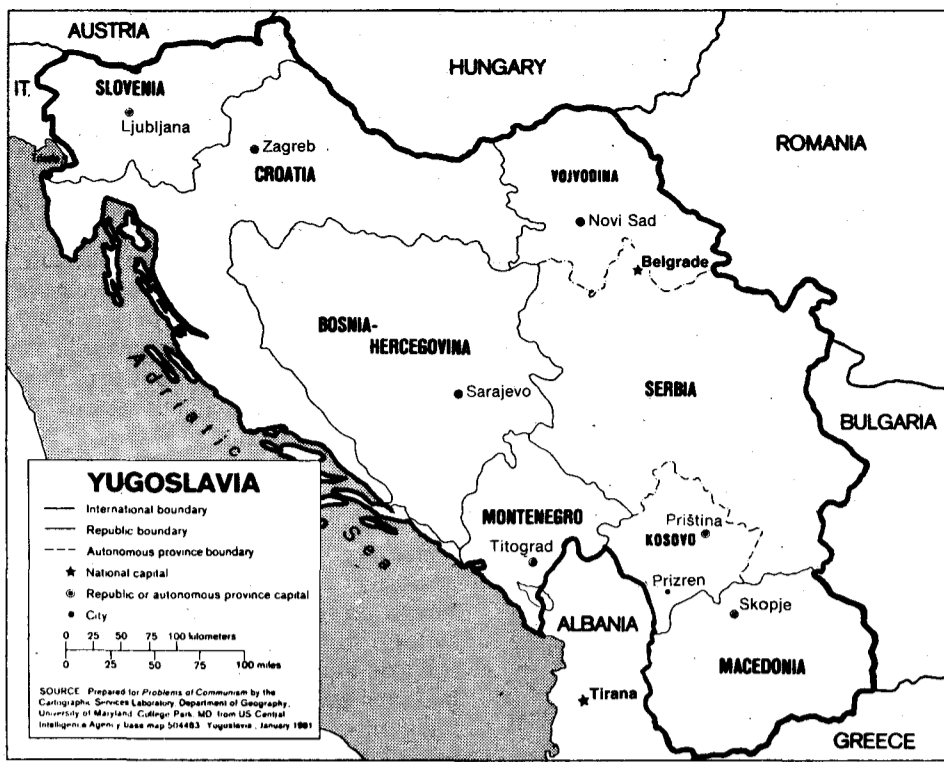 AUSTRIA
HUNGARY
IT.
SLOVENIA
Ljubljana
ROMANIA
Trieste
Zagreb
CROATIA
VOJVODINA
Novi Sad
Belgrade
BOSNIA-
HERCEGOVINA
Sarajevo
SERBIA
BULGARIA
Adriatic
Sea
MONTENEGRO
Titograd
Priština
KOSOVO
Prizren
Skopje
ALBANIA
MACEDONIA
Tirana
GREECE
YUGOSLAVIA
International boundary
Republic boundary
Autonomous province boundary
National capital
Republic or autonomous province capital
City
0 25 50 75 100 kilometers
0 25 50 75 100 miles
SOURCE Prepared for Problems of Communism by the
Cartographic Services Laboratory, Department of Geography,
University of Maryland College Park, MD from US Central
Intelligence Agency base map 504483 Yugoslavia, January 1981